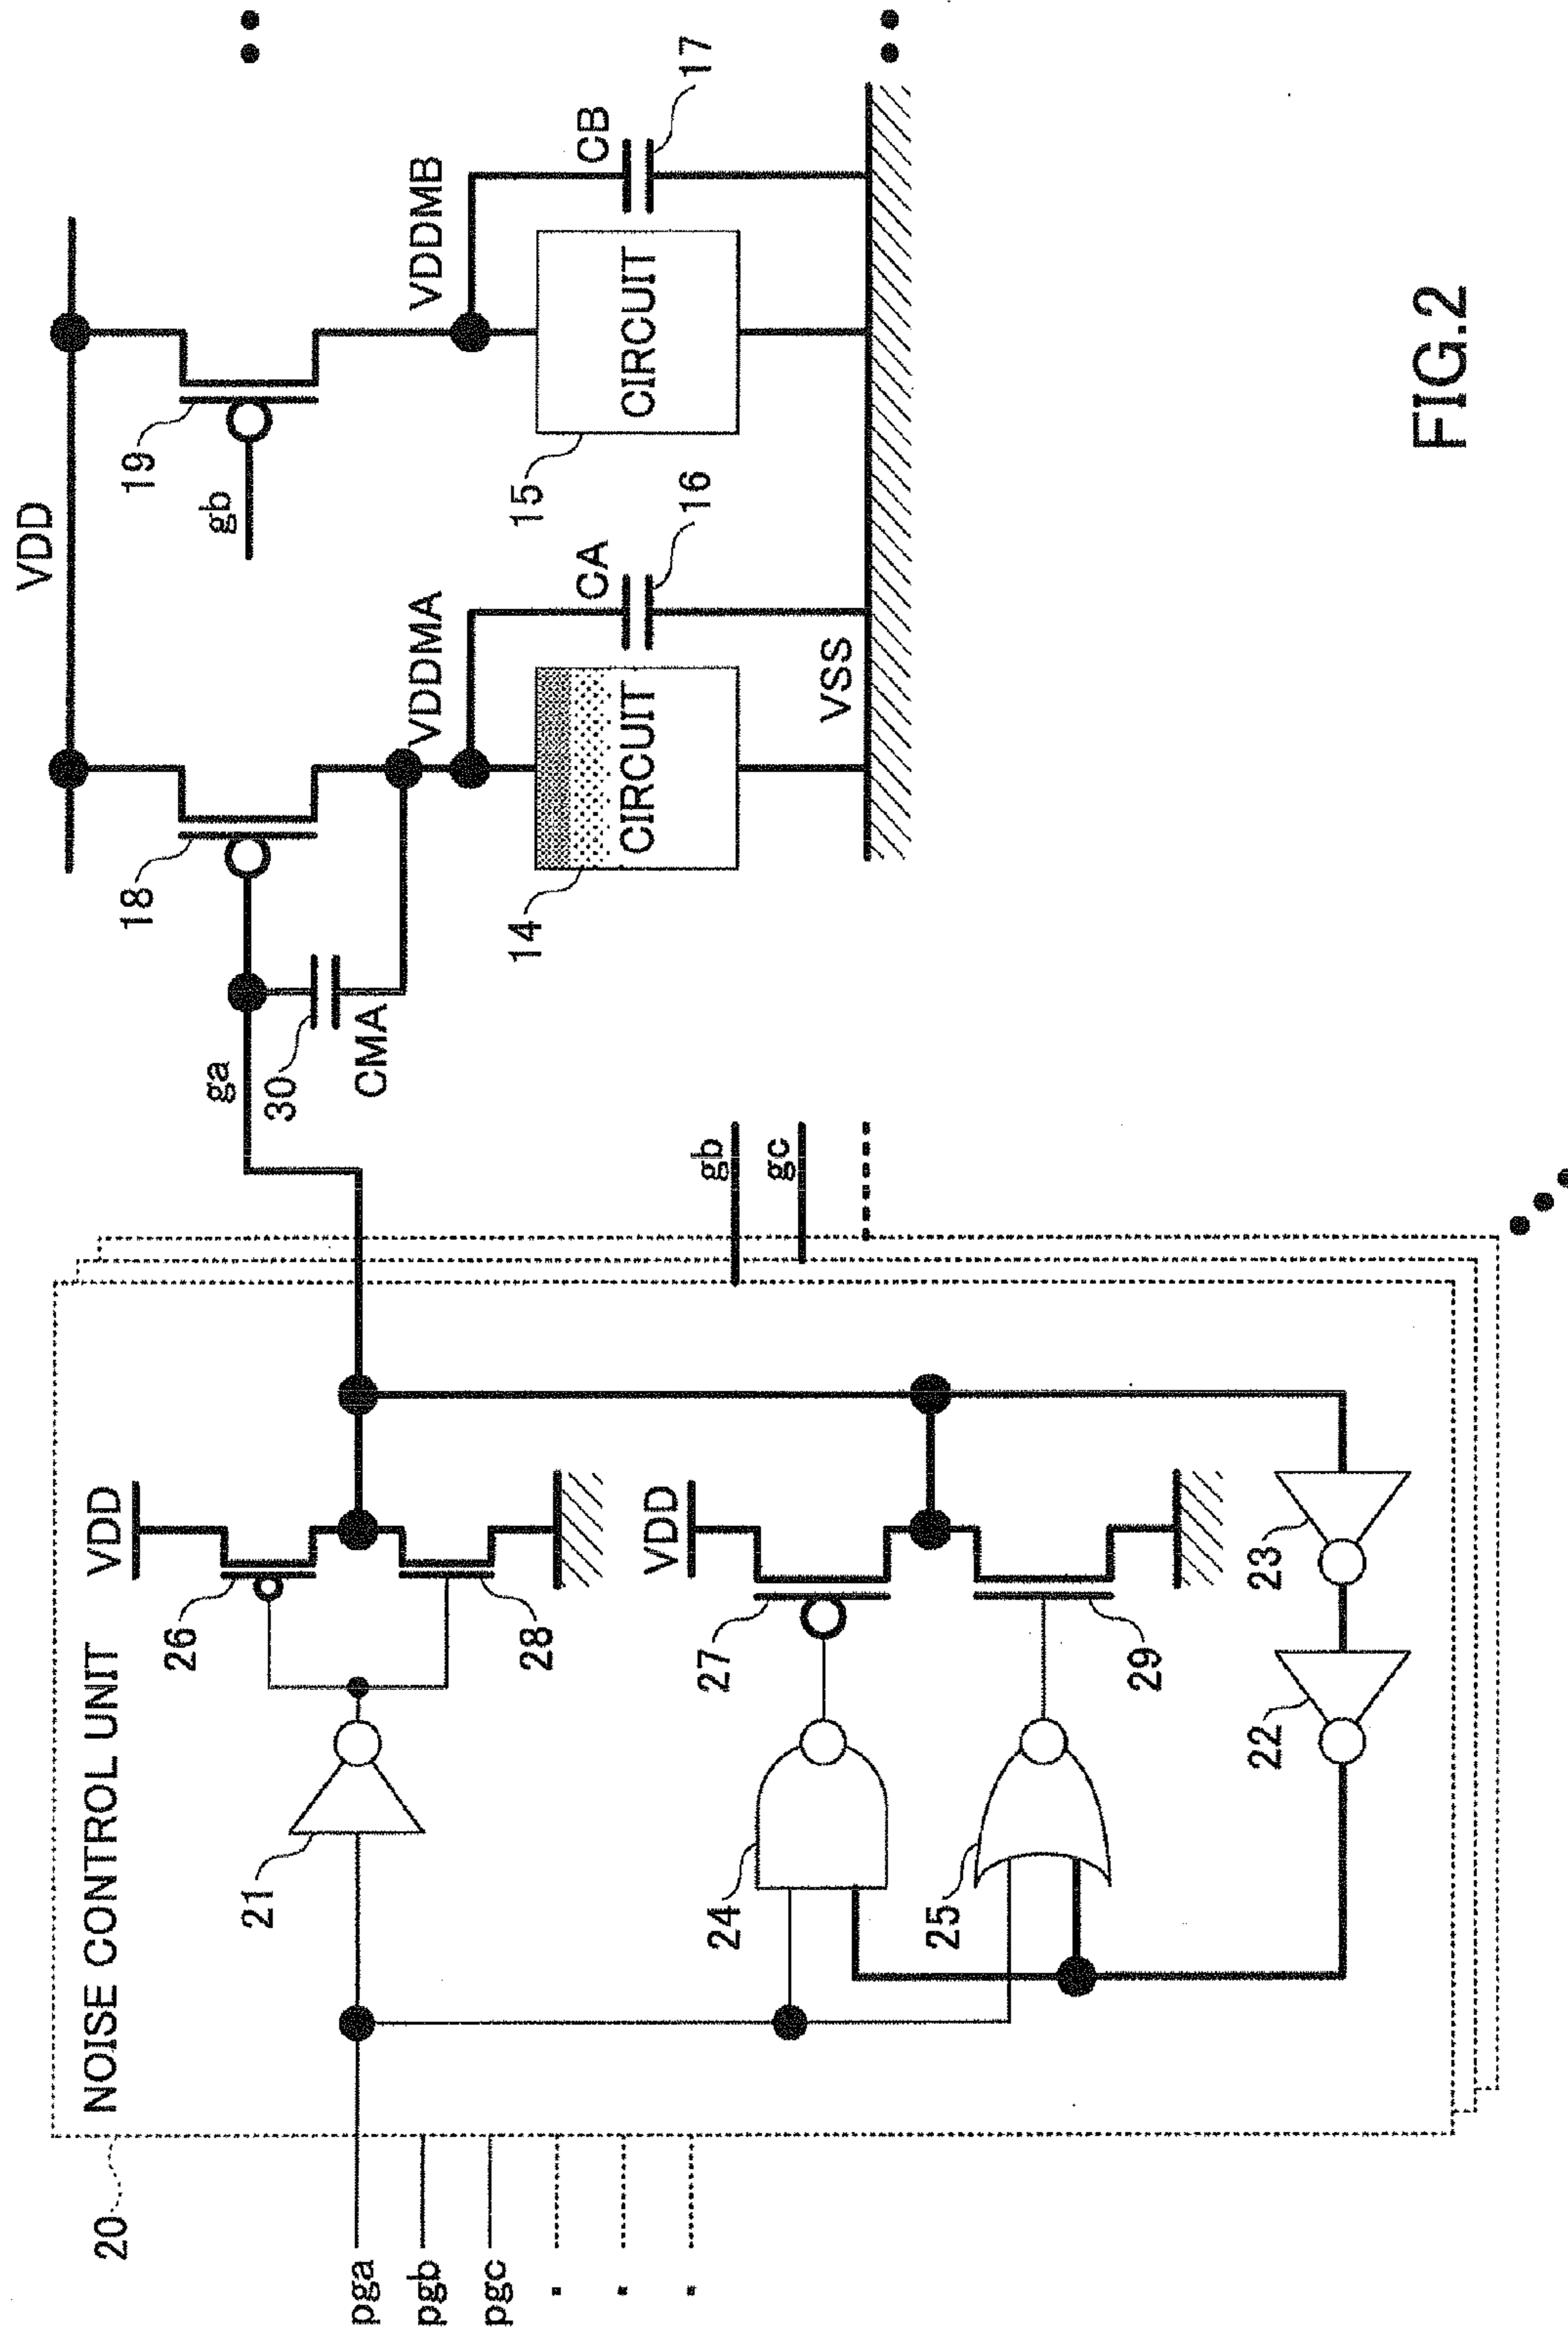 NOISE CONTROL UNIT
20
pga
pgb
pgc
21
VDD
26
28
VDD
27
29
24
25
22
23
ga
30
CMA
gb
gc
VDD
18
VDDMA
CA
16
14
CIRCUIT
VSS
19
gb
VDDMB
CB
17
15
CIRCUIT
FIG.2